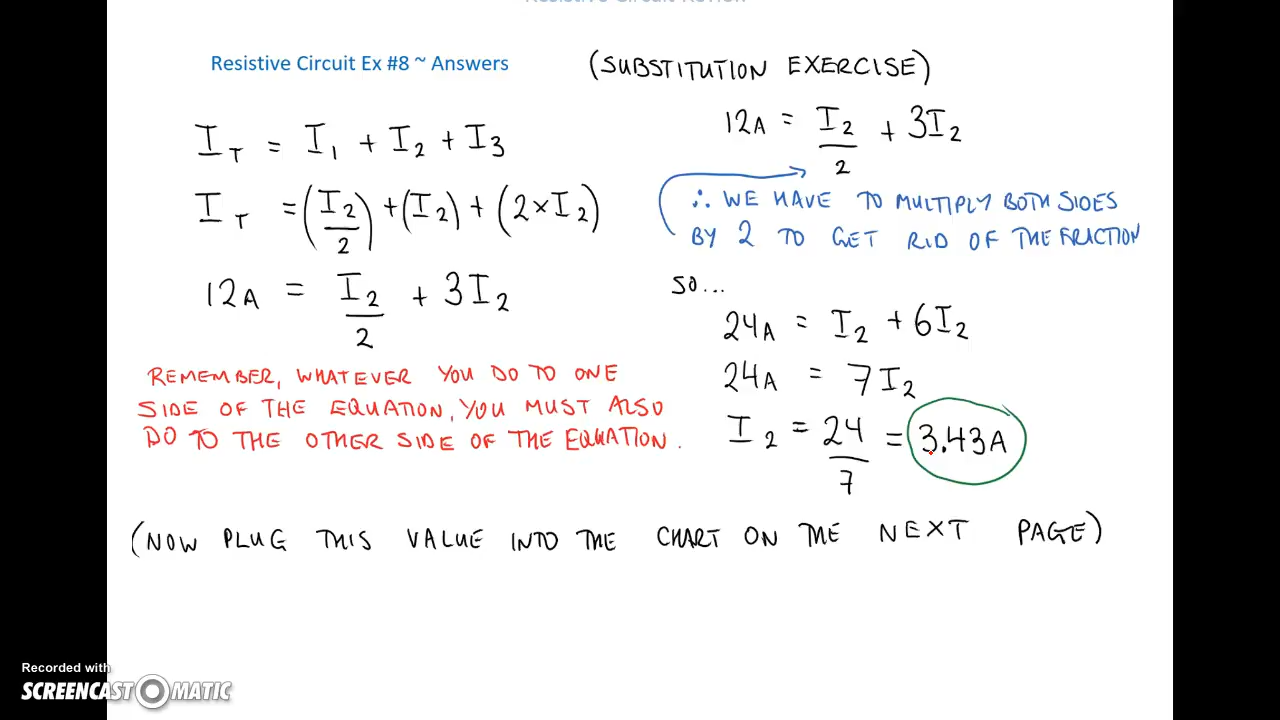 Resistive Circuit Review
Resistive Circuit Ex #8 ~ Answers
(SUBSTITUTION EXERCISE)
I_T = I_1 + I_2 + I_3
I_T = (I_2/2) + (I_2) + (2×I_2)
12A = I_2/2 + 3I_2
REMEMBER, WHATEVER YOU DO TO ONE
SIDE OF THE EQUATION, YOU MUST ALSO
DO TO THE OTHER SIDE OF THE EQUATION.
12A = I_2/2 + 3I_2
∴ WE HAVE TO MULTIPLY BOTH SIDES
BY 2 TO GET RID OF THE FRACTION
SO...
24A = I_2 + 6I_2
24A = 7I_2
I_2 = 24/7 = 3.43A
(NOW PLUG THIS VALUE INTO THE CHART ON THE NEXT PAGE)
Recorded with
SCREENCAST-O-MATIC